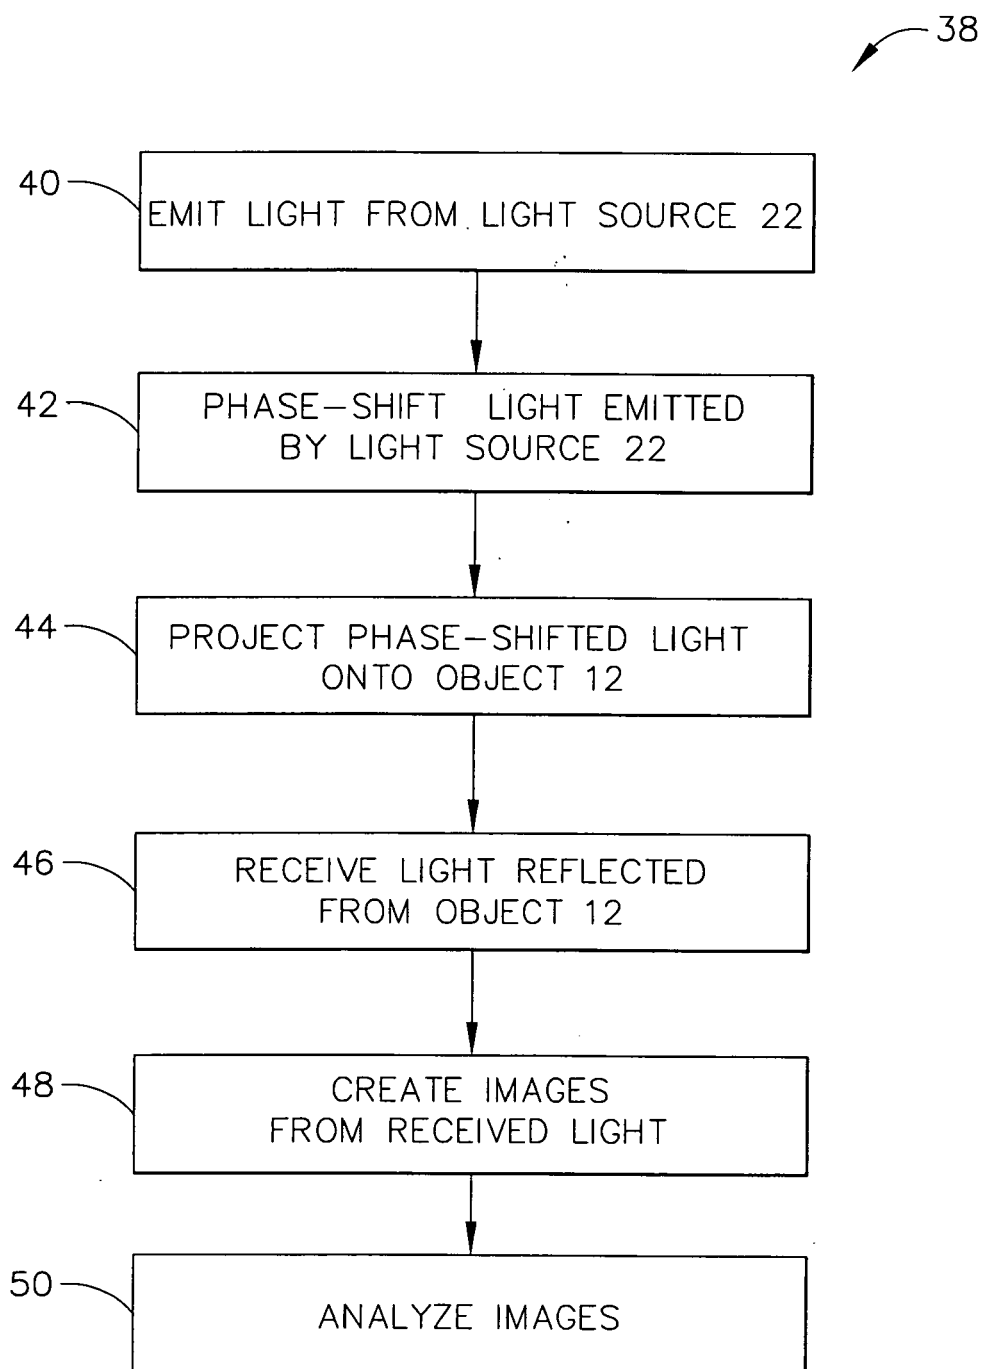 38
40
EMIT LIGHT FROM LIGHT SOURCE 22
42
PHASE-SHIFT LIGHT EMITTED
BY LIGHT SOURCE 22
44
PROJECT PHASE-SHIFTED LIGHT
ONTO OBJECT 12
46
RECEIVE LIGHT REFLECTED
FROM OBJECT 12
48
CREATE IMAGES
FROM RECEIVED LIGHT
50
ANALYZE IMAGES